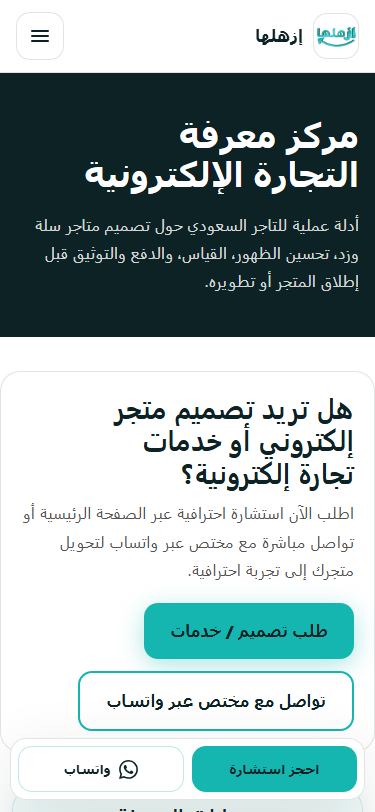 إزهلها
إزهلها
مركز معرفة
التجارة الإلكترونية
أدلة عملية للتاجر السعودي حول تصميم متاجر سلة
وزد، تحسين الظهور، القياس، والدفع والتوثيق قبل
إطلاق المتجر أو تطويره.
هل تريد تصميم متجر
إلكتروني أو خدمات
تجارة إلكترونية؟
اطلب الآن استشارة احترافية عبر الصفحة الرئيسية أو
تواصل مباشرة مع مختص عبر واتساب لتحويل
متجرك إلى تجربة احترافية.
طلب تصميم / خدمات
تواصل مع مختص عبر واتساب
احجز استشارة
واتساب